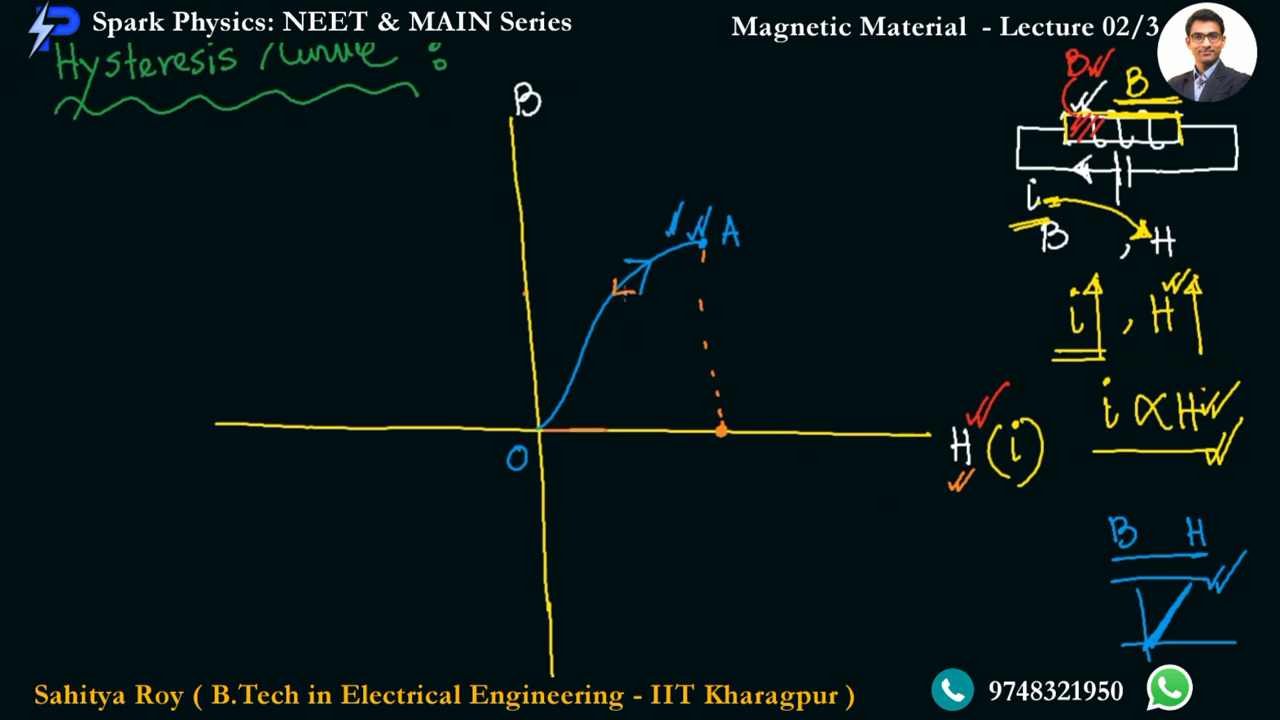 Spark Physics: NEET & MAIN Series
Magnetic Material - Lecture 02/3
Hysteresis Curve :
B
B
B
i
B , H
A
i , H
i ∝ H
H (i)
O
B H
Sahitya Roy ( B.Tech in Electrical Engineering - IIT Kharagpur )
9748321950